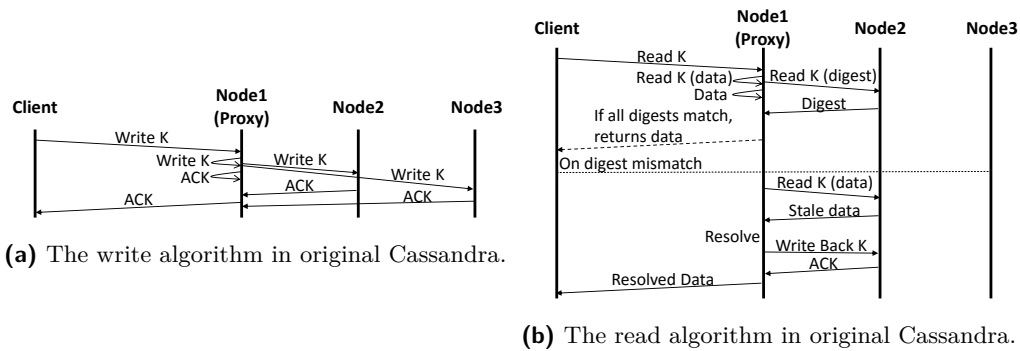 Client
Node1
(Proxy)
Node2
Node3
Write K
Write K
Write K
Write K
ACK
ACK
ACK
ACK
(a) The write algorithm in original Cassandra.
Client
Node1
(Proxy)
Node2
Node3
Read K
Read K (data)
Read K (digest)
Data
Digest
If all digests match,
returns data
On digest mismatch
Read K (data)
Stale data
Resolve
Write Back K
ACK
Resolved Data
(b) The read algorithm in original Cassandra.